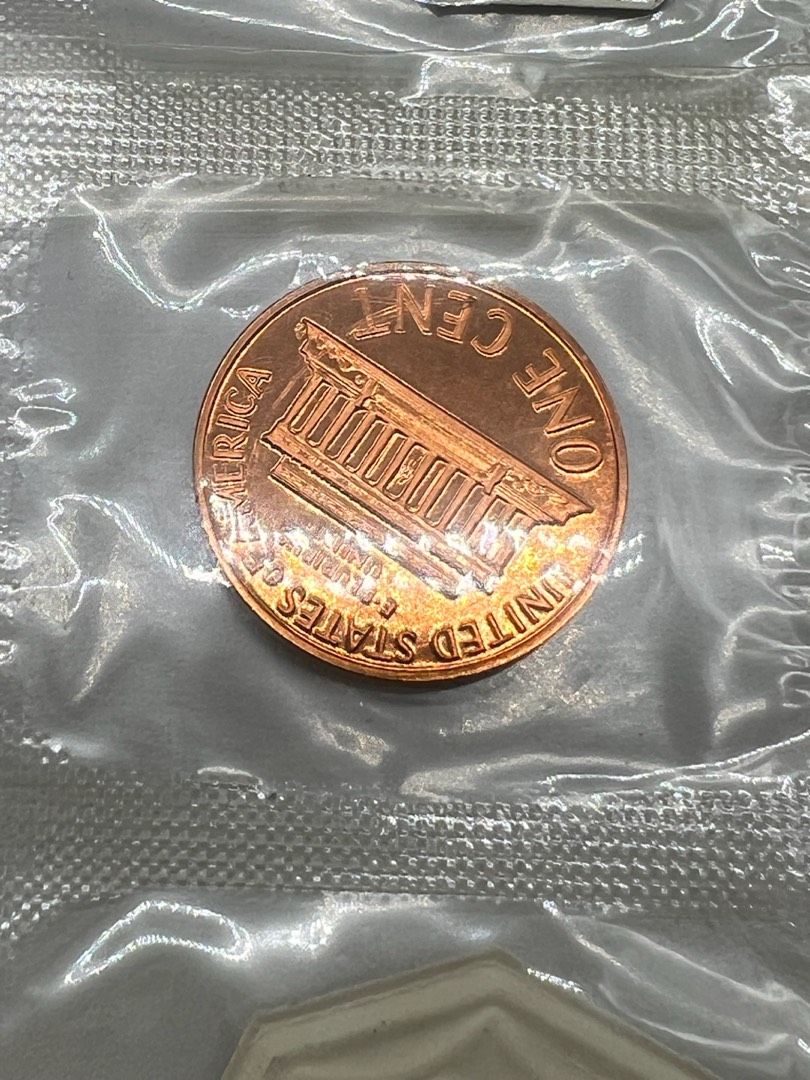 UNITED STATES OF AMERICA
E·PLURIBUS
UNUM
ONE CENT